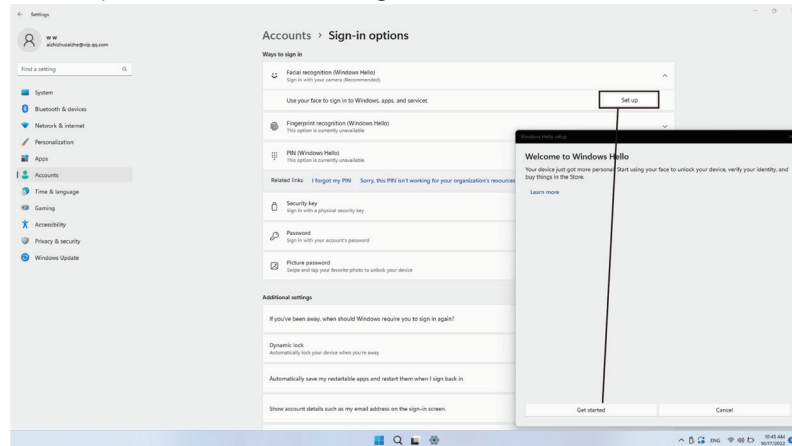 Settings
w w
aizhizhuzaizhe@vip.qq.com
Find a setting
System
Bluetooth & devices
Network & internet
Personalization
Apps
Accounts
Time & language
Gaming
Accessibility
Privacy & security
Windows Update
Accounts > Sign-in options
Ways to sign in
Facial recognition (Windows Hello)
Sign in with your camera (Recommended)
Use your face to sign in to Windows, apps, and services
Set up
Fingerprint recognition (Windows Hello)
This option is currently unavailable
PIN (Windows Hello)
This option is currently unavailable
Related links I forgot my PIN Sorry, this PIN isn't working for your organization's resources
Security key
Sign in with a physical security key
Password
Sign in with your account's password
Picture password
Swipe and tap your favorite photo to unlock your device
Additional settings
If you've been away, when should Windows require you to sign in again?
Dynamic lock
Automatically lock your device when you're away
Automatically save my restartable apps and restart them when I sign back in
Show account details such as my email address on the sign-in screen.
Windows Hello setup
Welcome to Windows Hello
Your device just got more personal. Start using your face to unlock your device, verify your identity, and
buy things in the Store.
Learn more
Get started
Cancel
ENG
10:45 AM
10/17/2022